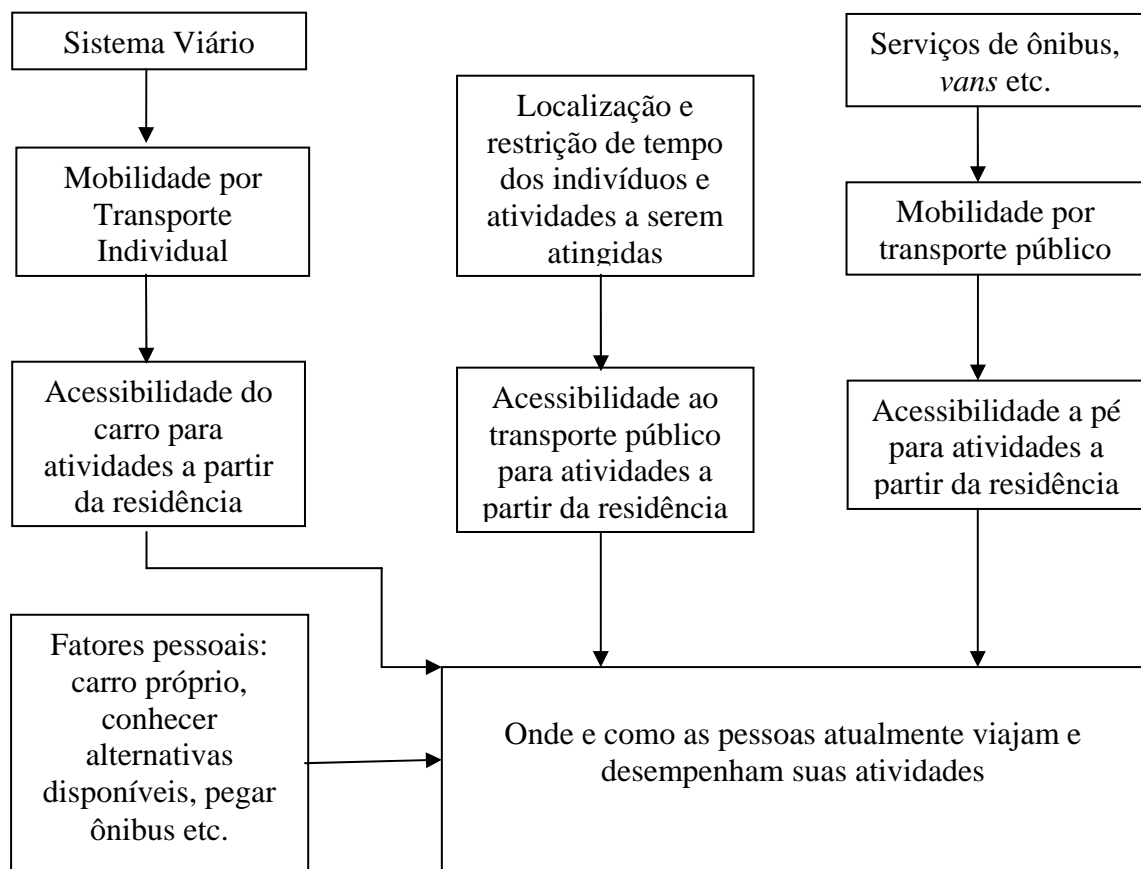 Sistema Viário
Serviços de ônibus,
vans etc.
Localização e
restrição de tempo
dos indivíduos e
atividades a serem
atingidas
Mobilidade por
Transporte
Individual
Mobilidade por
transporte público
Acessibilidade do
carro para
atividades a partir
da residência
Acessibilidade ao
transporte público
para atividades a
partir da residência
Acessibilidade a pé
para atividades a
partir da residência
Fatores pessoais:
carro próprio,
conhecer
alternativas
disponíveis, pegar
ônibus etc.
Onde e como as pessoas atualmente viajam e
desempenham suas atividades